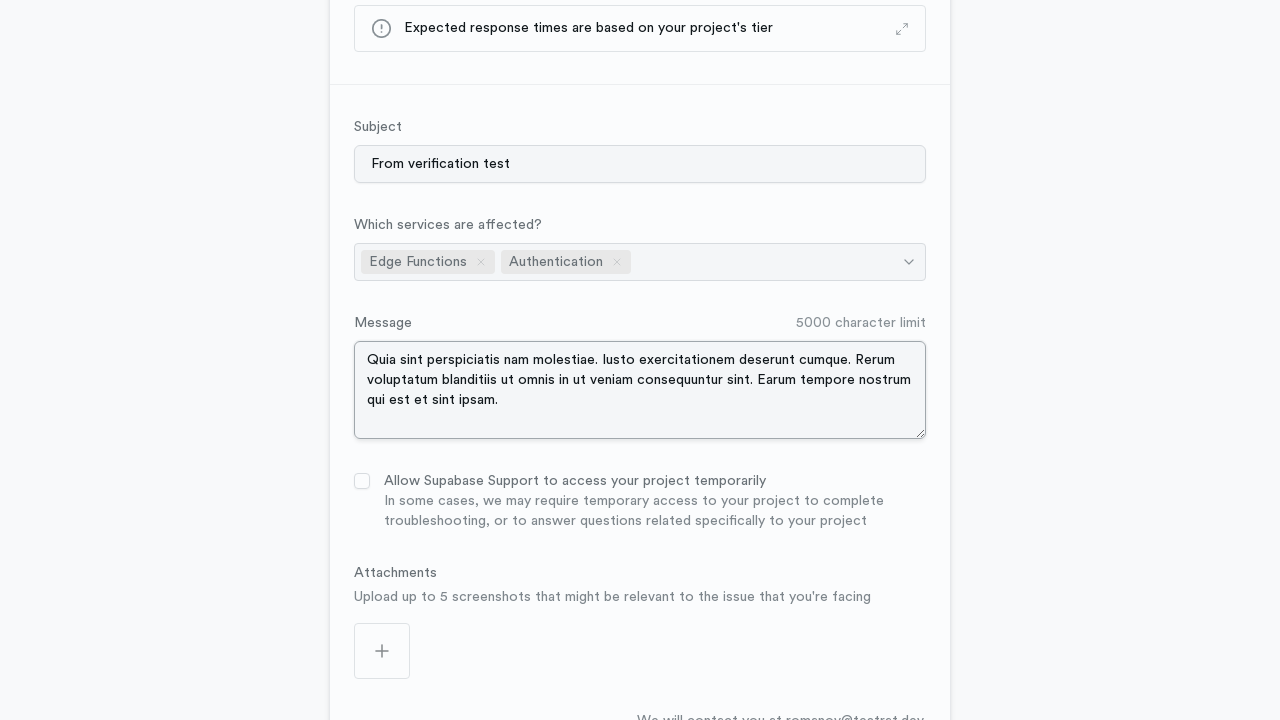 Expected response times are based on your project's tier
Subject
From verification test
Which services are affected?
Edge Functions Authentication
Message 5000 character limit
Quia sint perspiciatis nam molestiae. Iusto exercitationem deserunt cumque. Rerum
voluptatum blanditiis ut omnis in ut veniam consequuntur sint. Earum tempore nostrum
qui est et sint ipsam.
Allow Supabase Support to access your project temporarily
In some cases, we may require temporary access to your project to complete
troubleshooting, or to answer questions related specifically to your project
Attachments
Upload up to 5 screenshots that might be relevant to the issue that you're facing
We will contact you at